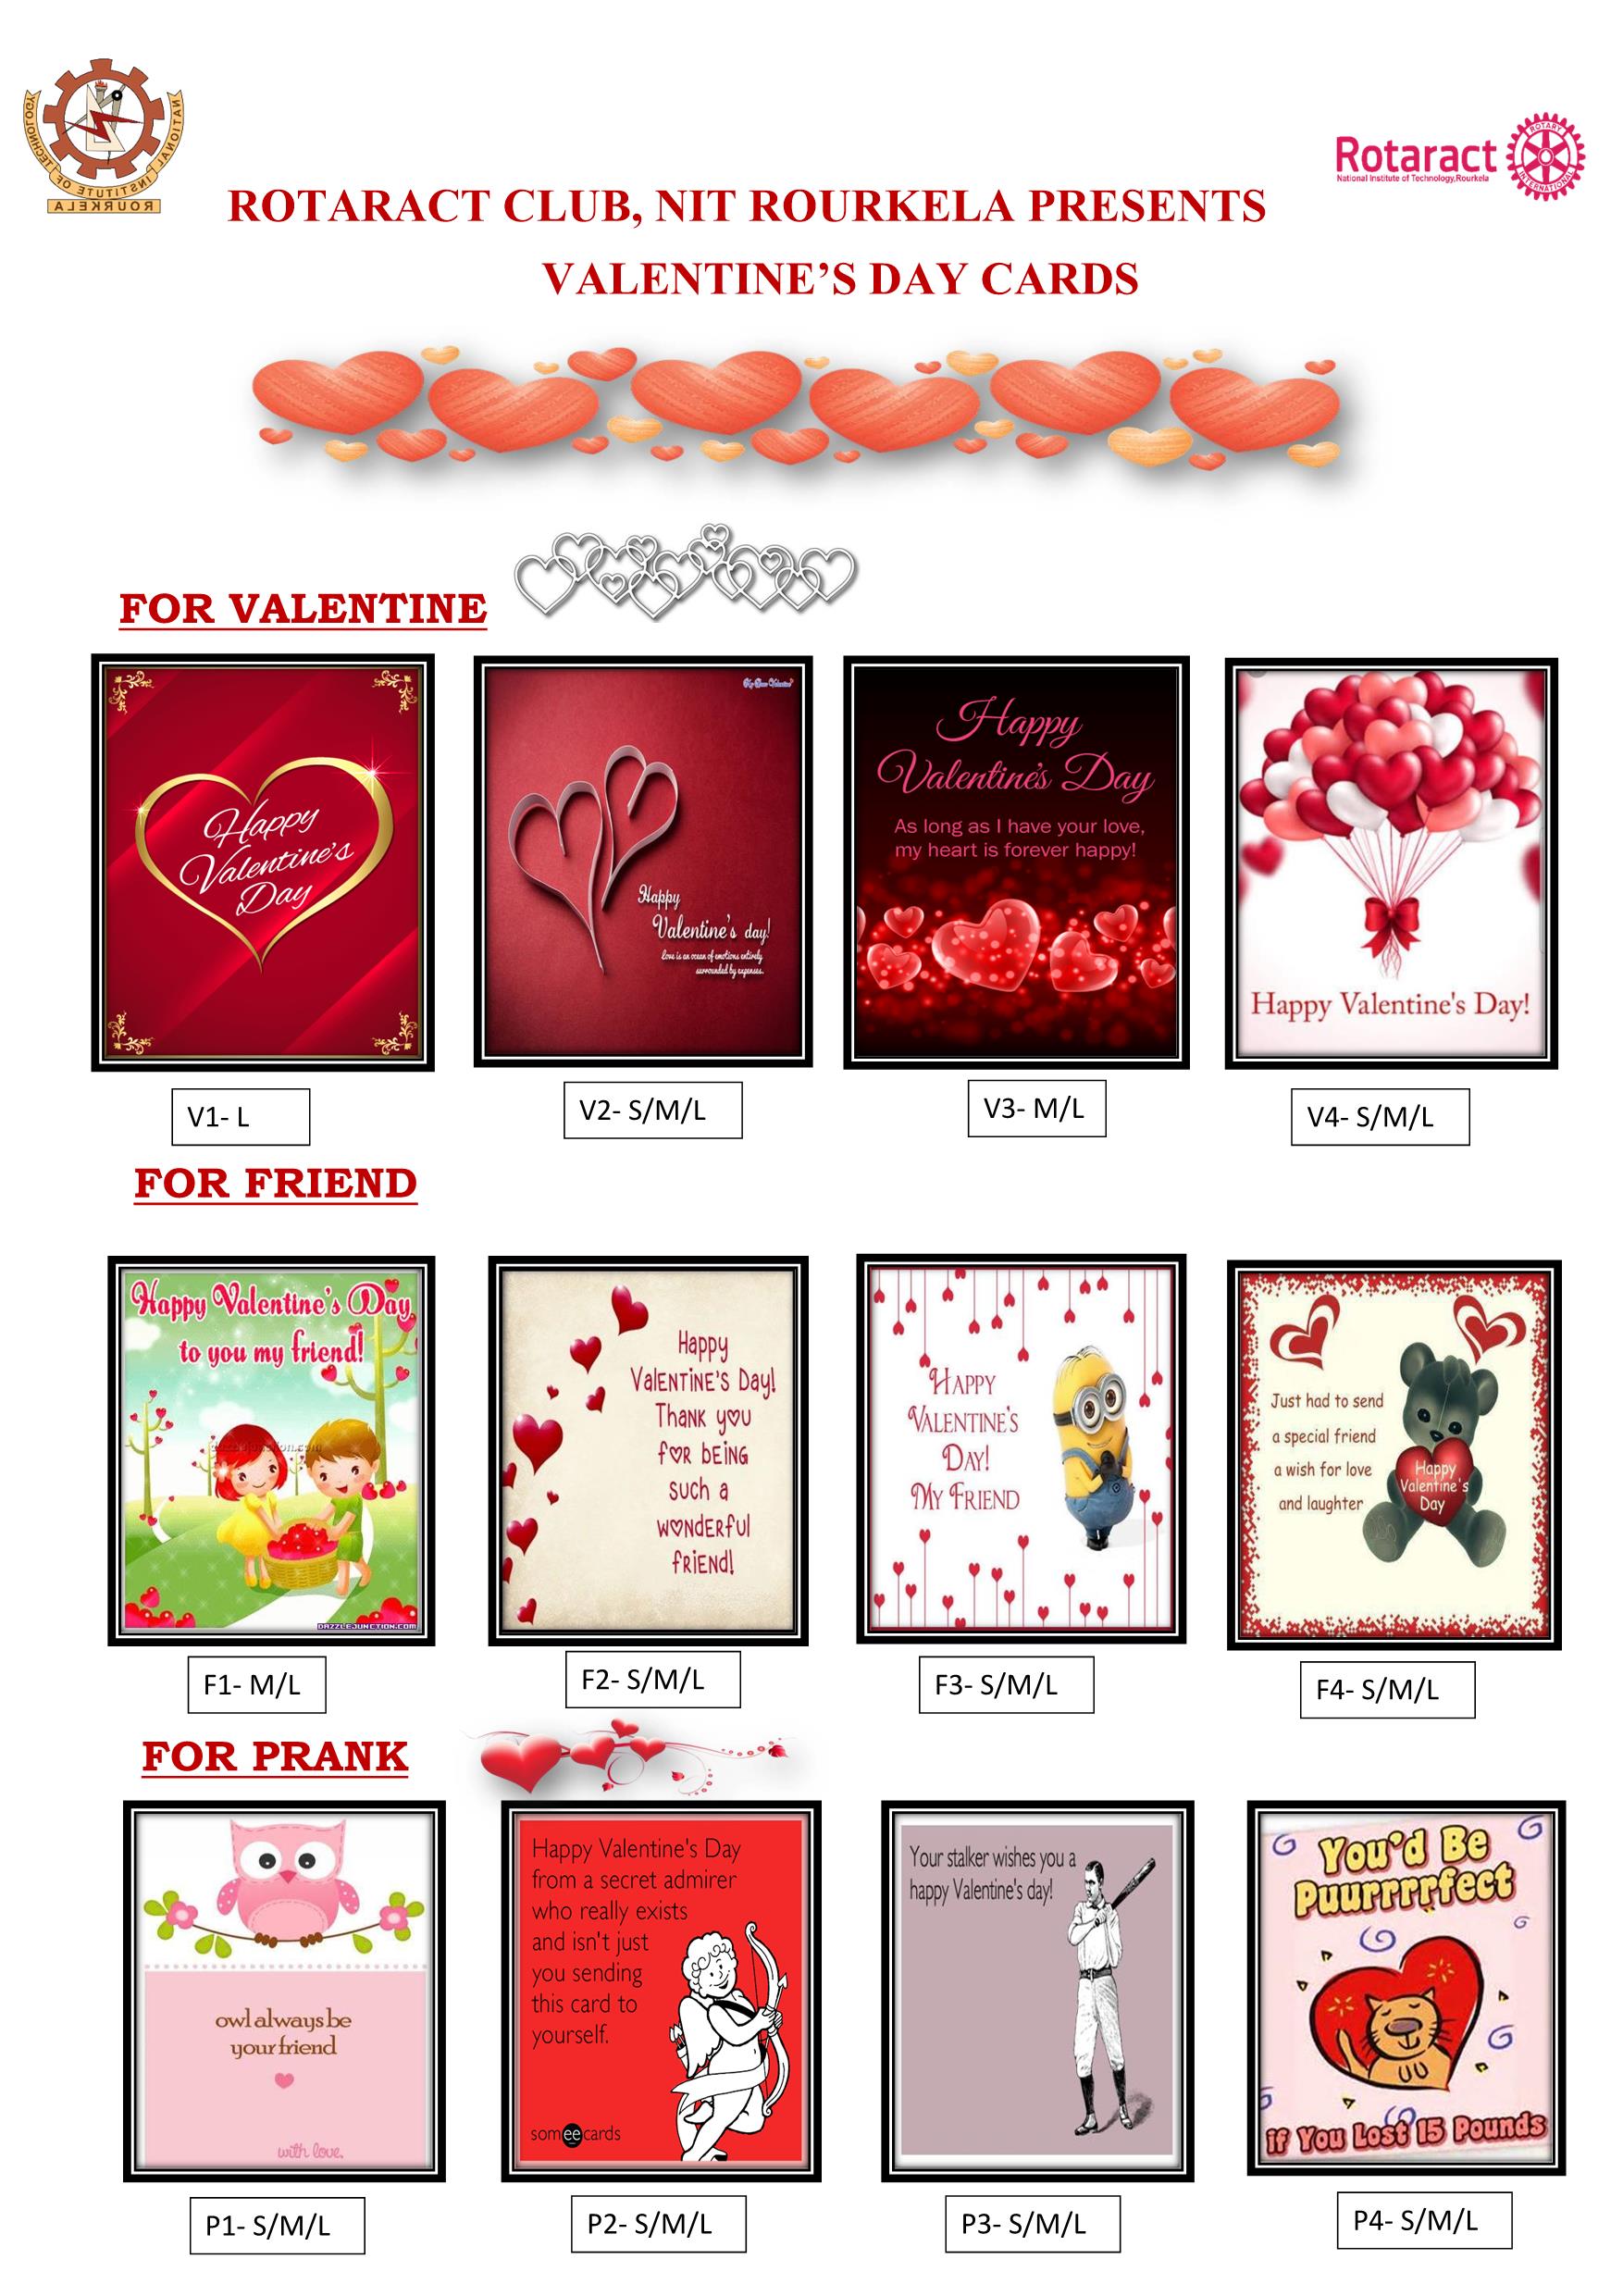 NATIONAL INSTITUTE OF TECHNOLOGY
ROURKELA
Rotaract
National Institute of Technology,Rourkela
ROTARY
INTERNATIONAL
ROTARACT CLUB, NIT ROURKELA PRESENTS
VALENTINE’S DAY CARDS
FOR VALENTINE
Happy
Valentine's
Day
Happy
Valentine's day!
Love is an ocean of emotions entirely
surrounded by expenses.
Happy
Valentine's Day
As long as I have your love,
my heart is forever happy!
Happy Valentine's Day!
V1- L
V2- S/M/L
V3- M/L
V4- S/M/L
FOR FRIEND
Happy Valentine's Day
to you my friend!
dazzlejunction.com
DAZZLEJUNCTION.COM
Happy
Valentine's Day!
Thank you
for being
such a
wonderful
friend!
Happy
Valentine's
Day!
My Friend
Just had to send
a special friend
a wish for love
and laughter
Happy
Valentine's
Day
F1- M/L
F2- S/M/L
F3- S/M/L
F4- S/M/L
FOR PRANK
owl always be
your friend
with love,
Happy Valentine's Day
from a secret admirer
who really exists
and isn't just
you sending
this card to
yourself.
someecards
Your stalker wishes you a
happy Valentine's day!
You'd Be
Puurrrrfect
if You Lost 15 Pounds
P1- S/M/L
P2- S/M/L
P3- S/M/L
P4- S/M/L